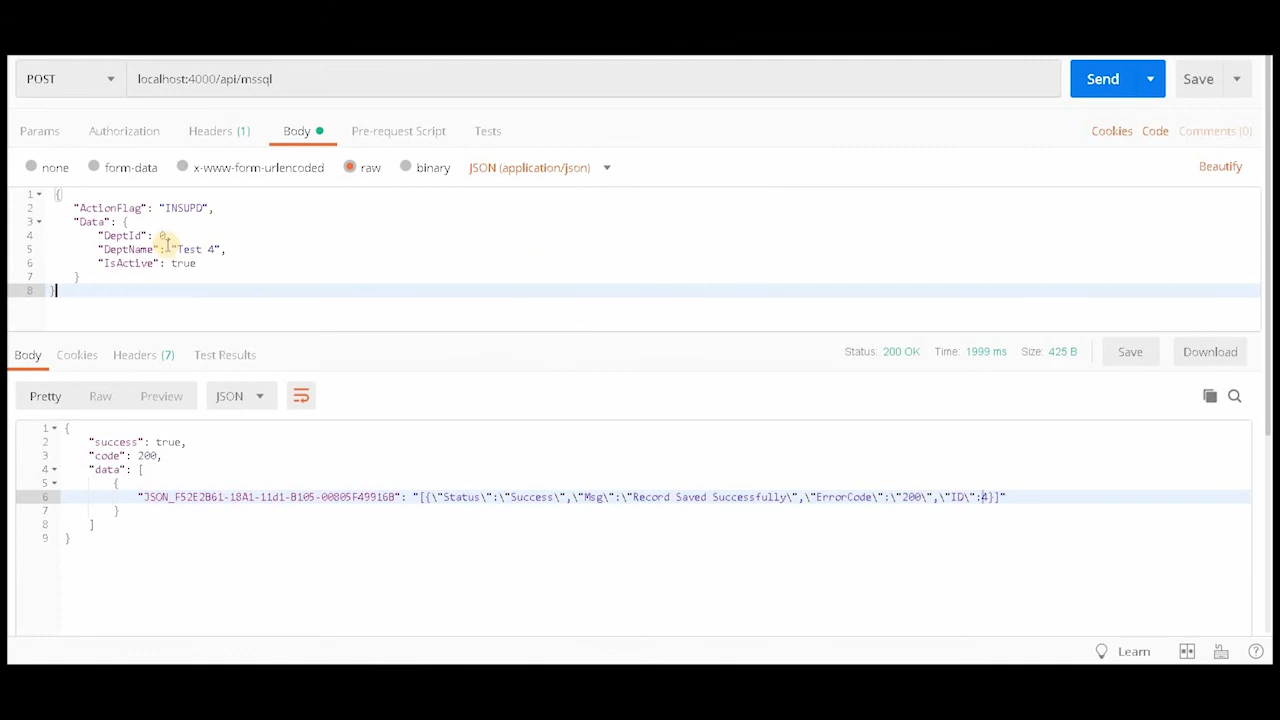 POST localhost:4000/api/mssql Send Save
Params Authorization Headers (1) Body Pre-request Script Tests Cookies Code Comments (0)
none form-data x-www-form-urlencoded raw binary JSON (application/json) Beautify
1 {
2 "ActionFlag": "INSUPD",
3 "Data": {
4 "DeptId": 0,
5 "DeptName": "Test 4",
6 "IsActive": true
7 }
8 }
Body Cookies Headers (7) Test Results Status: 200 OK Time: 1999 ms Size: 425 B Save Download
Pretty Raw Preview JSON
1 {
2 "success": true,
3 "code": 200,
4 "data": [
5 {
6 "JSON_F52E2B61-18A1-11d1-B105-00805F49916B": "[{\"Status\":\"Success\",\"Msg\":\"Record Saved Successfully\",\"ErrorCode\":\"200\",\"ID\":4}]"
7 }
8 ]
9 }
Learn